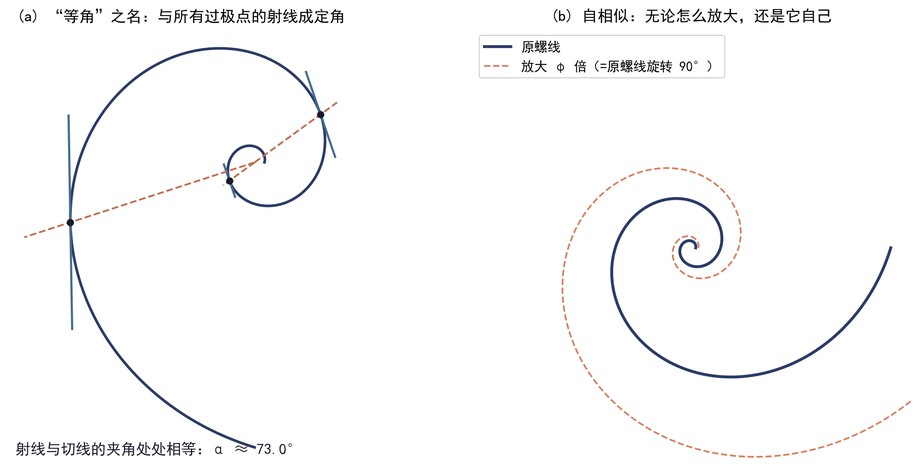 (a) “等角”之名：与所有过极点的射线成定角
(b) 自相似：无论怎么放大，还是它自己
原螺线
放大 φ 倍（=原螺线旋转 90°）
射线与切线的夹角处处相等：α ≈ 73.0°